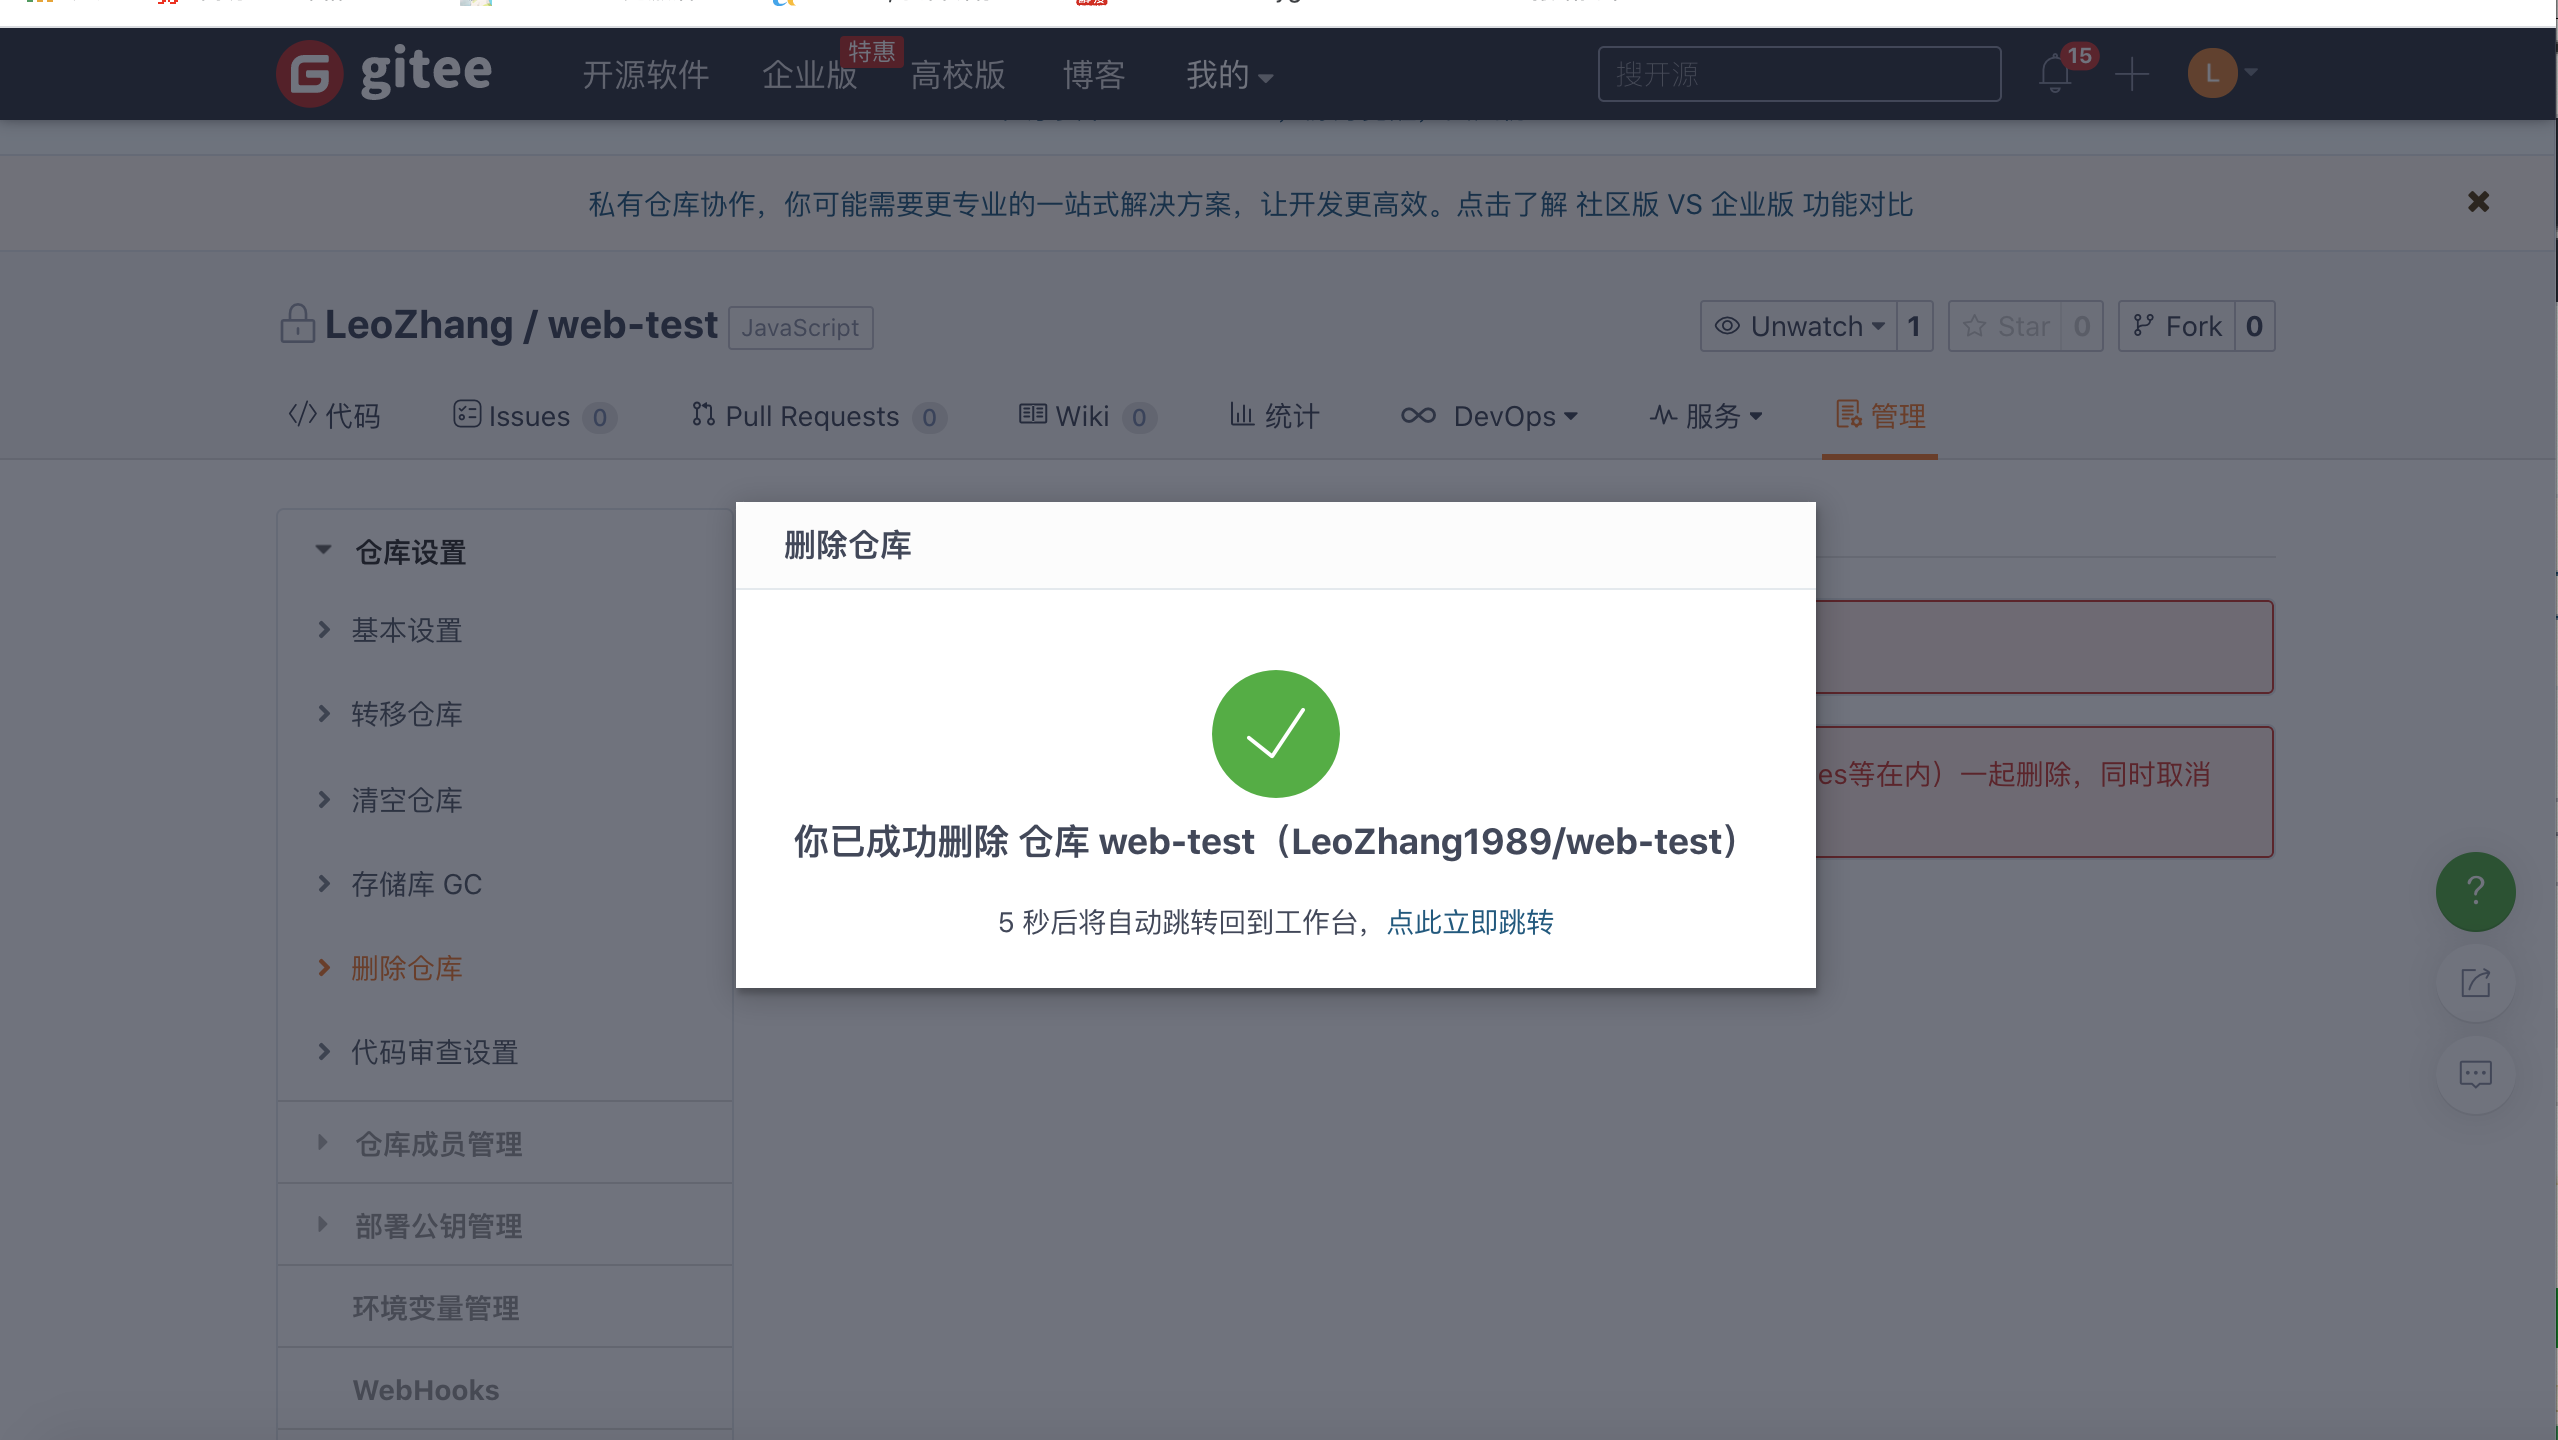 gitee
开源软件
企业版
特惠
高校版
博客
我的
搜开源
15
L
私有仓库协作，你可能需要更专业的一站式解决方案，让开发更高效。点击了解 社区版 VS 企业版 功能对比
LeoZhang / web-test
JavaScript
Unwatch 1
Star 0
Fork 0
代码
Issues 0
Pull Requests 0
Wiki 0
统计
DevOps
服务
管理
仓库设置
基本设置
转移仓库
清空仓库
存储库 GC
删除仓库
代码审查设置
仓库成员管理
部署公钥管理
环境变量管理
WebHooks
删除仓库
你已成功删除 仓库 web-test（LeoZhang1989/web-test）
5 秒后将自动跳转回到工作台，点此立即跳转
es等在内）一起删除，同时取消
?